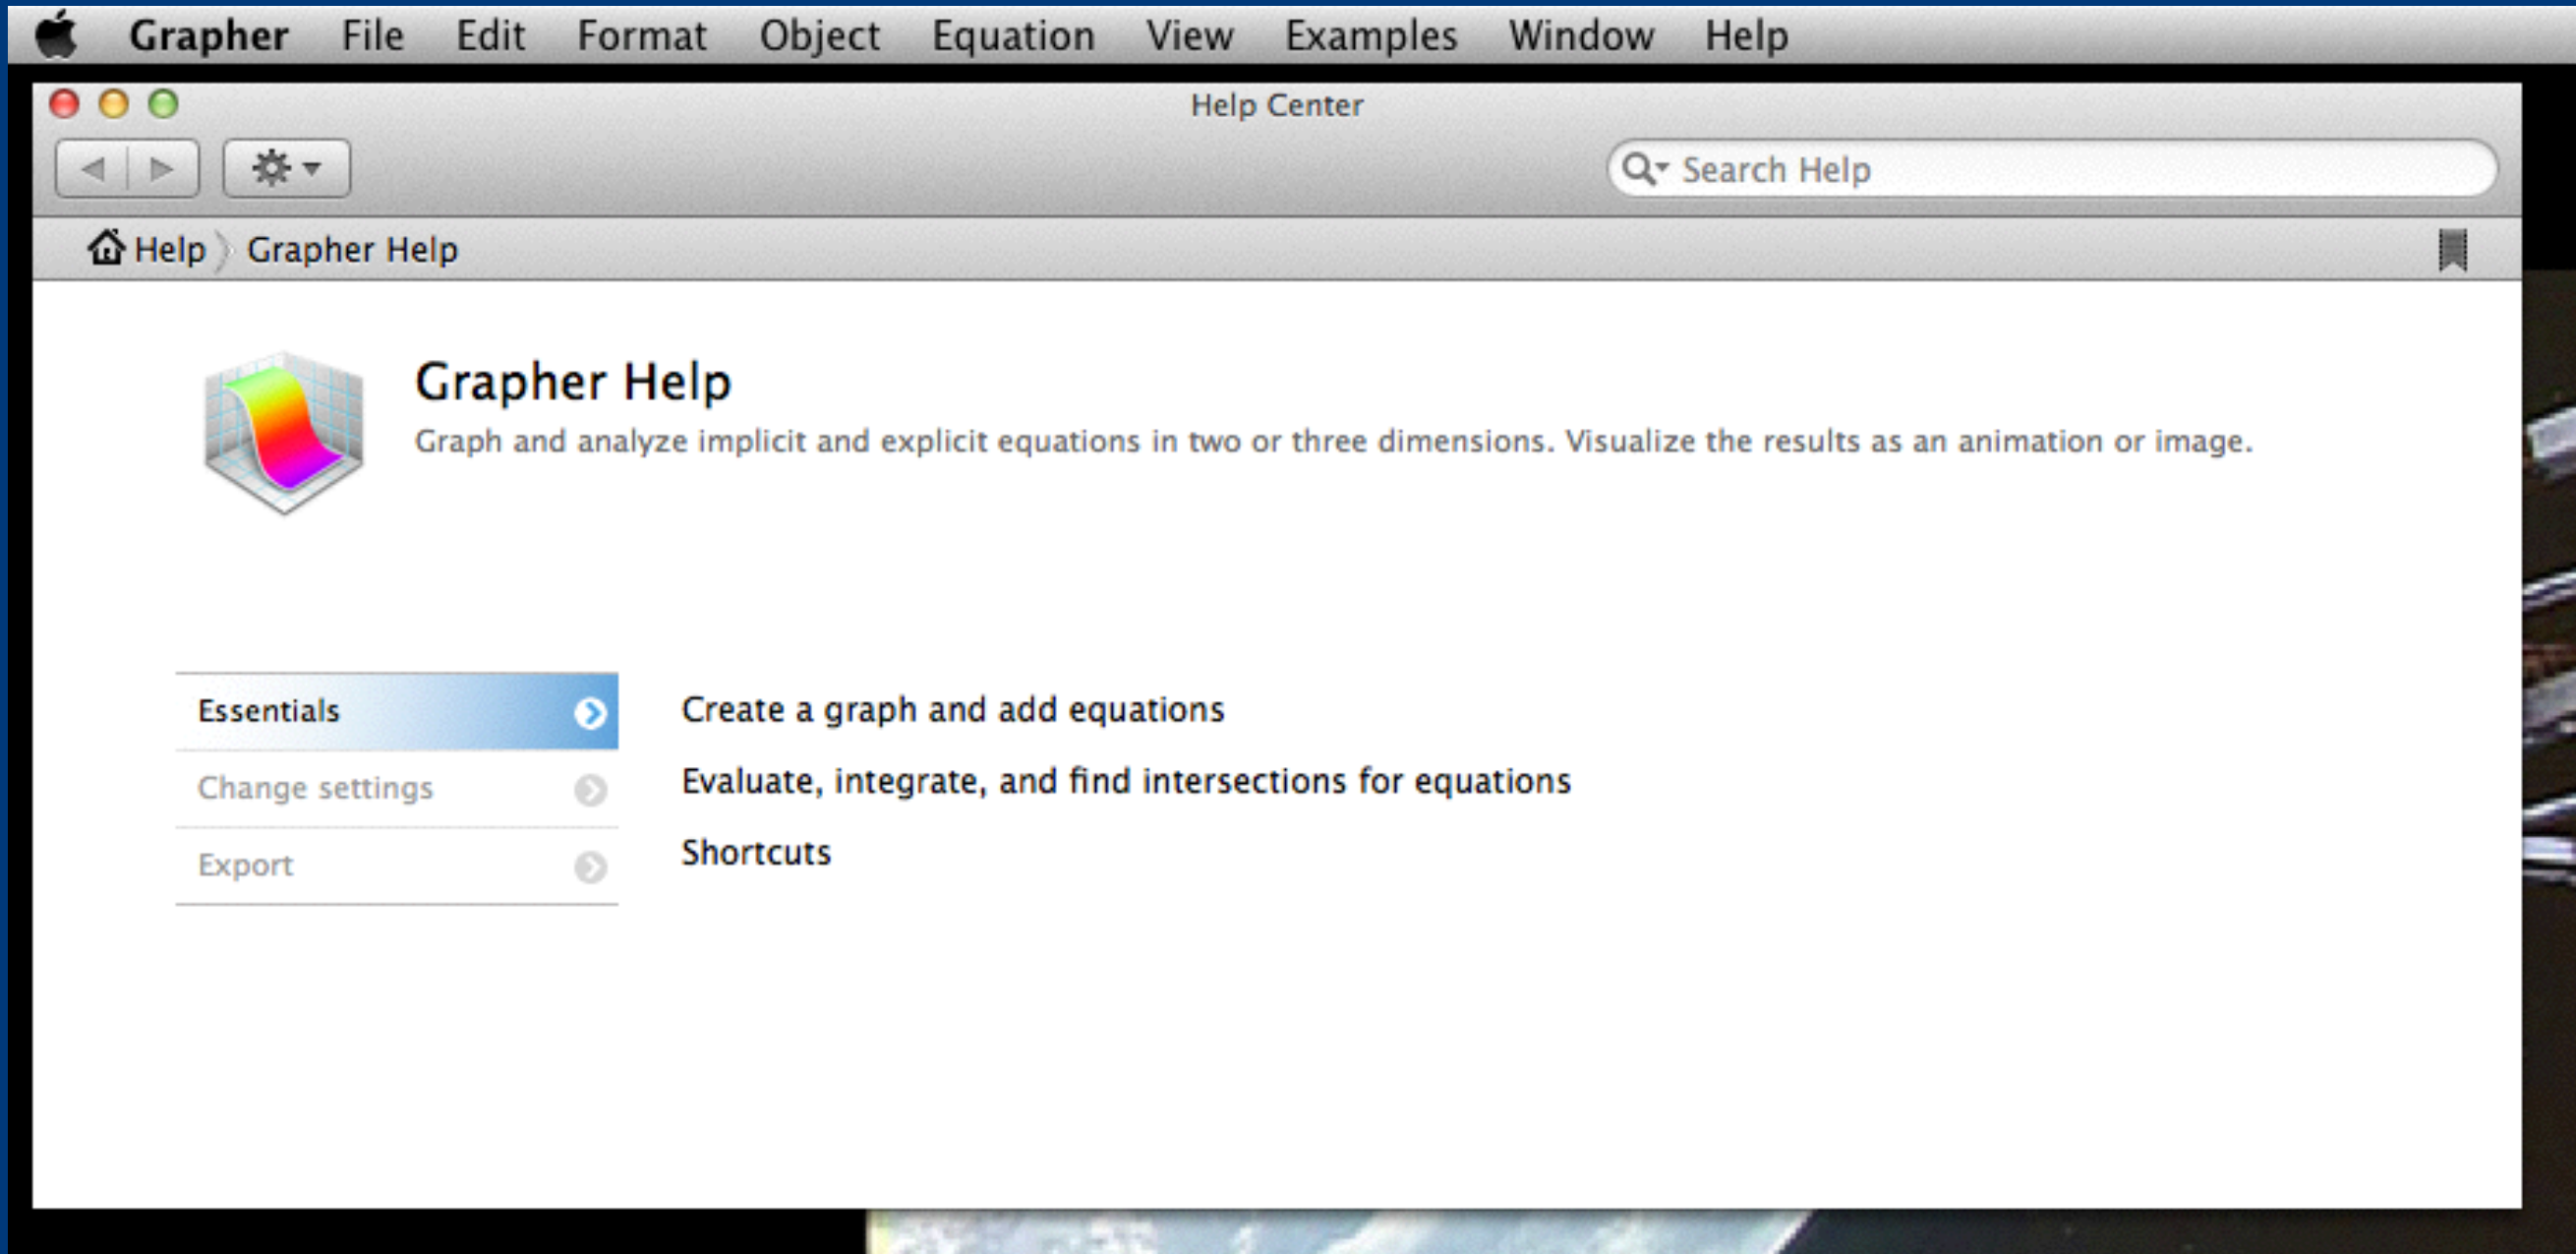 Grapher File Edit Format Object Equation View Examples Window Help
Help Center
Search Help
Help Grapher Help
Grapher Help
Graph and analyze implicit and explicit equations in two or three dimensions. Visualize the results as an animation or image.
Essentials
Change settings
Export
Create a graph and add equations
Evaluate, integrate, and find intersections for equations
Shortcuts